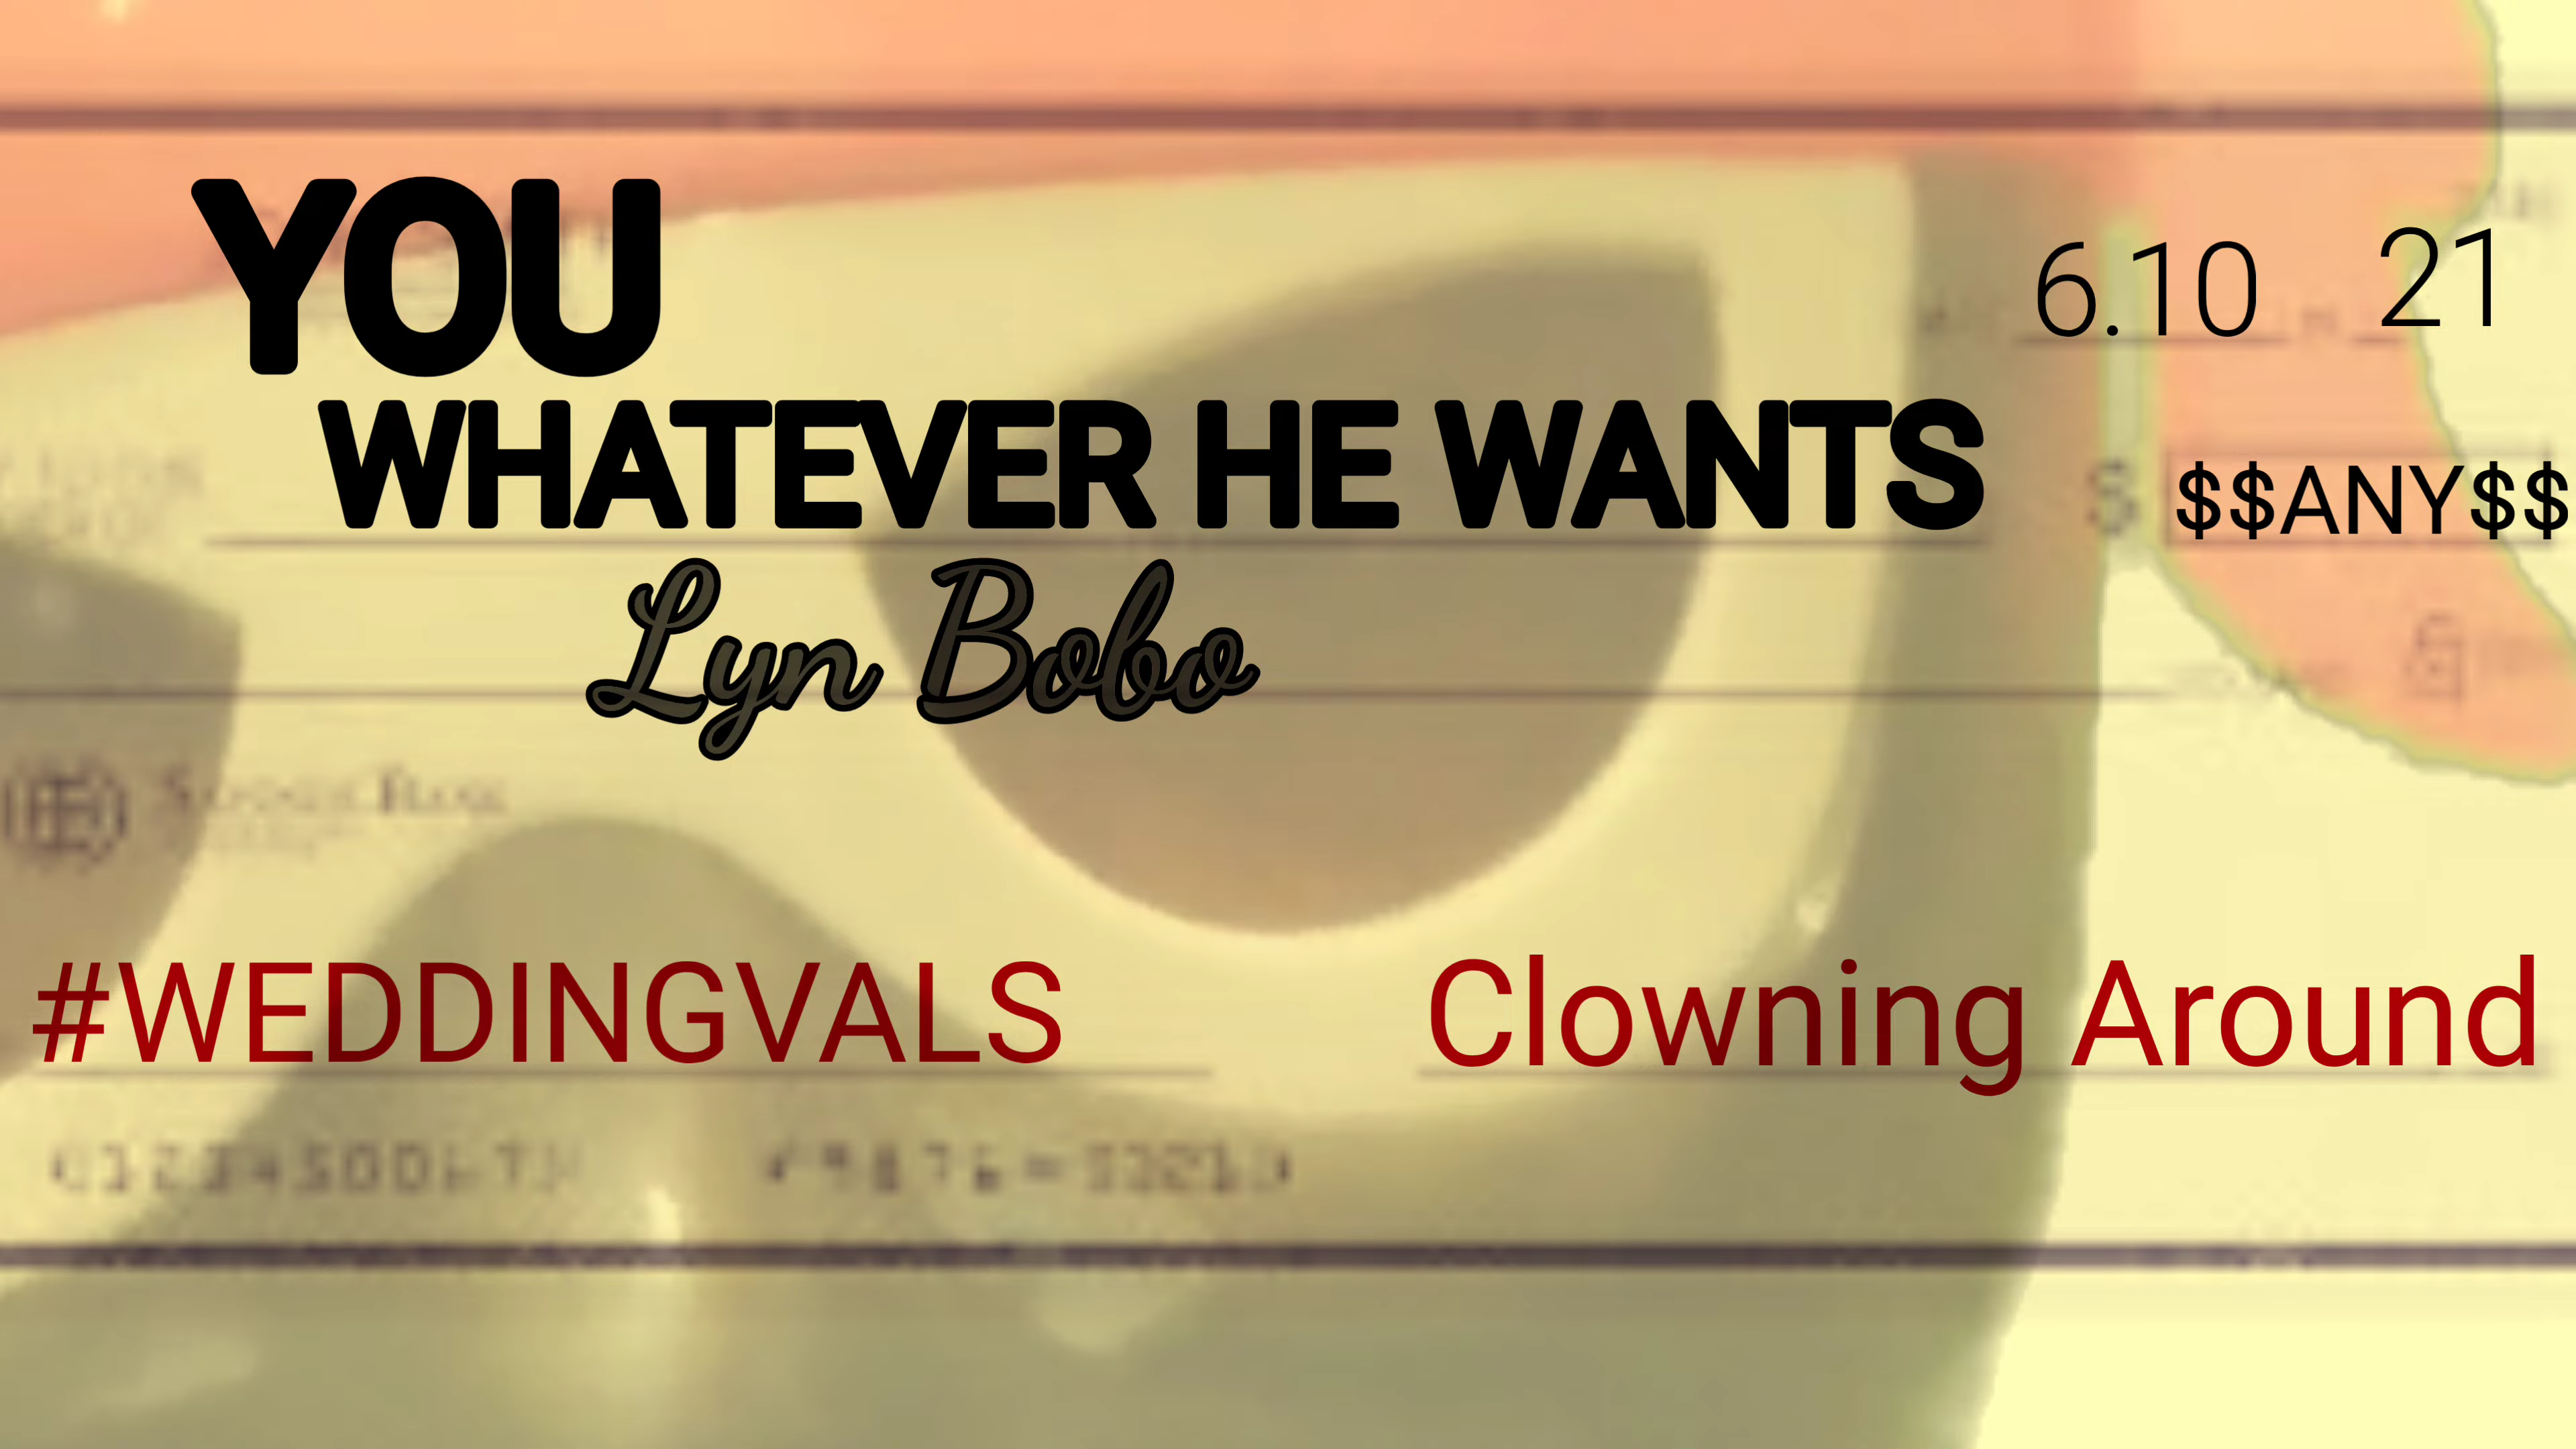 YOU
6.10 21
WHATEVER HE WANTS
$ $$ANY$$
Lyn Bobo
#WEDDINGVALS
Clowning Around